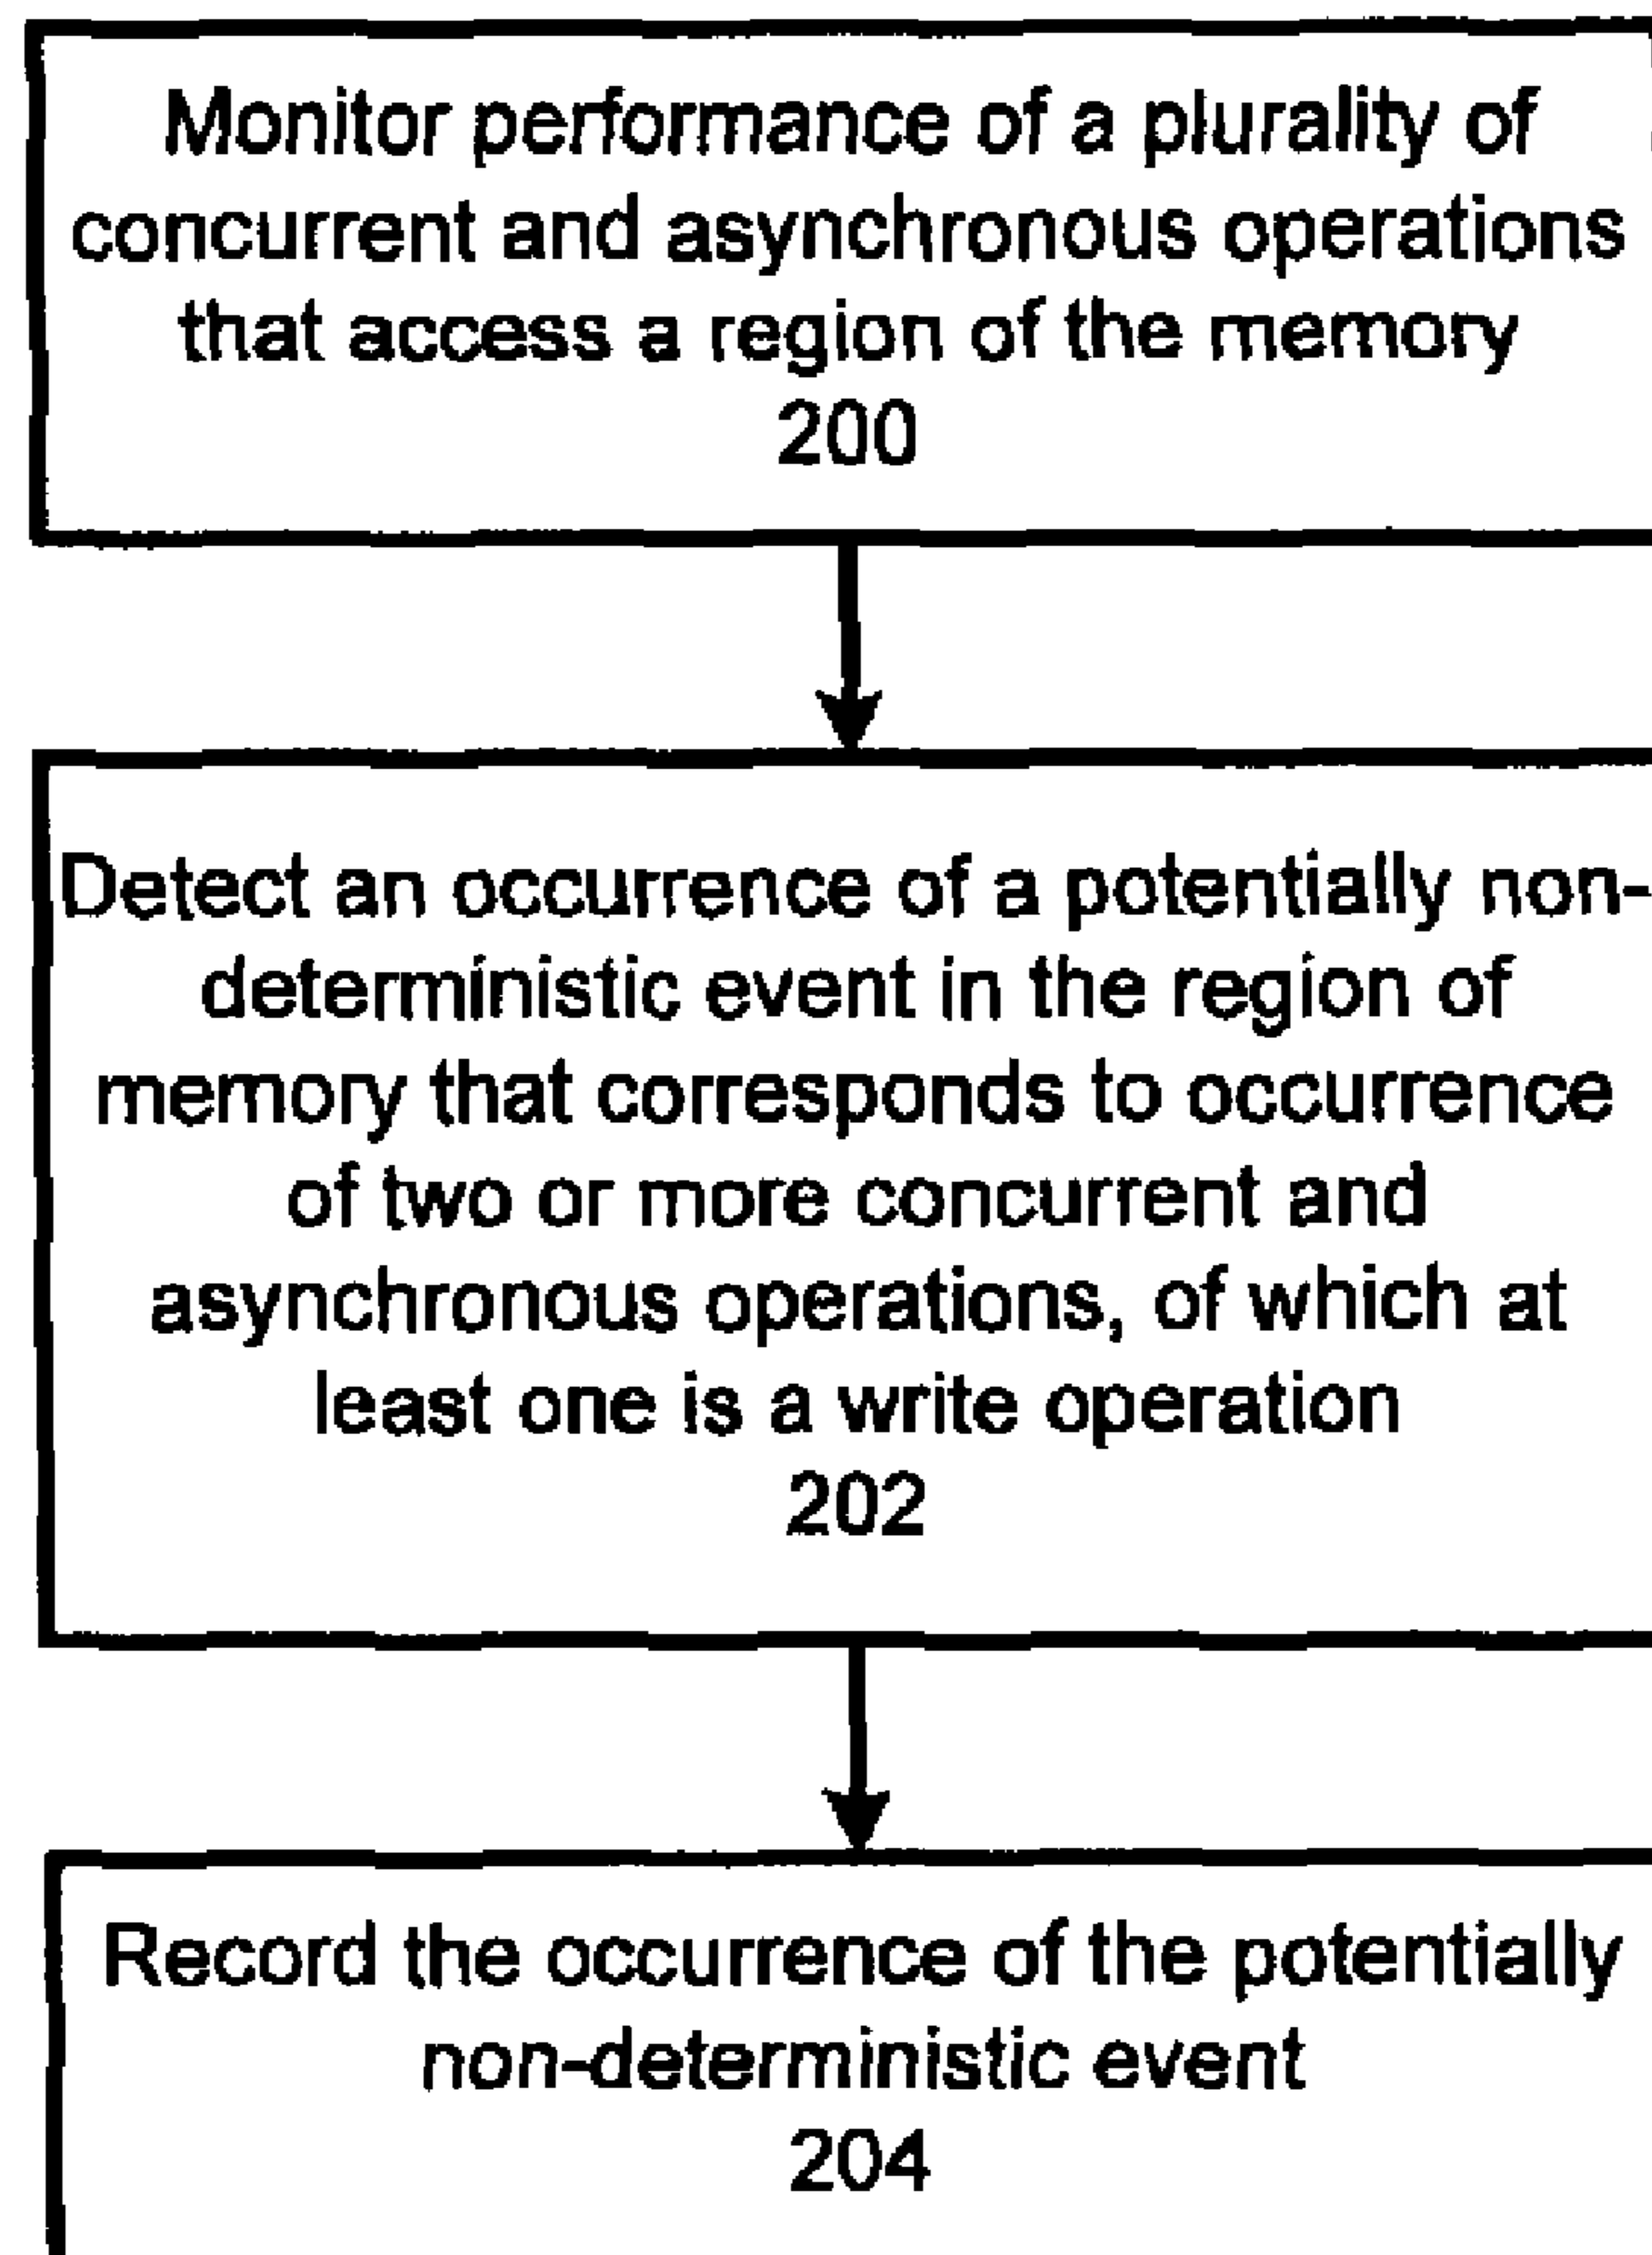 Monitor performance of a plurality of
concurrent and asynchronous operations
that access a region of the memory
200
Detect an occurrence of a potentially non-
deterministic event in the region of
memory that corresponds to occurrence
of two or more concurrent and
asynchronous operations, of which at
least one is a write operation
202
Record the occurrence of the potentially
non-deterministic event
204